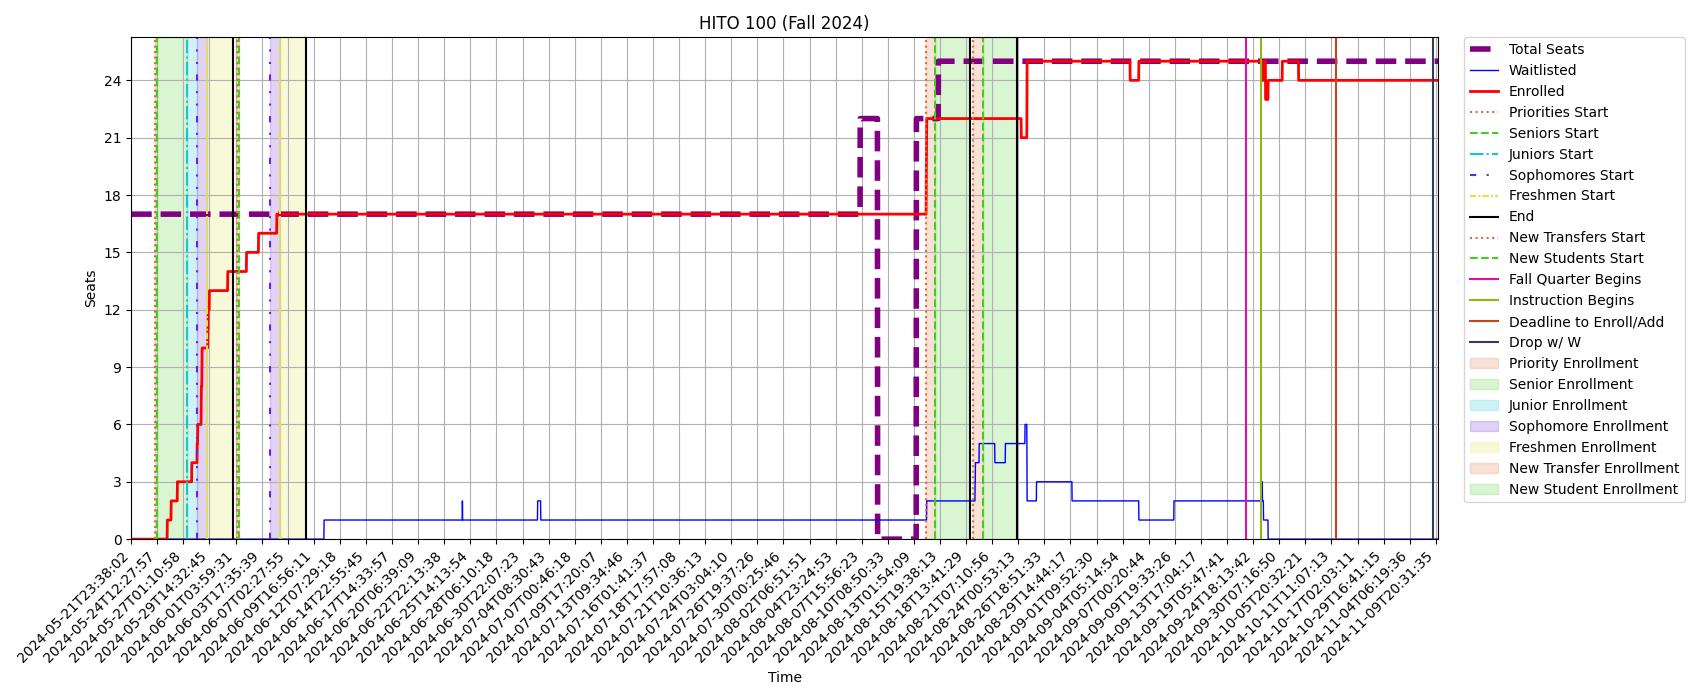 HITO 100 (Fall 2024)
Seats
24
21
18
15
12
9
6
3
0
2024-05-21T23:38:02
2024-05-24T12:27:57
2024-05-27T01:10:58
2024-05-29T14:32:45
2024-06-01T03:59:31
2024-06-03T17:35:39
2024-06-07T02:27:55
2024-06-09T16:56:11
2024-06-12T07:29:18
2024-06-14T22:55:45
2024-06-17T14:33:57
2024-06-20T06:39:09
2024-06-22T22:13:38
2024-06-25T14:13:54
2024-06-28T06:10:18
2024-06-30T22:07:23
2024-07-04T08:30:43
2024-07-07T00:46:18
2024-07-09T17:20:07
2024-07-13T09:34:46
2024-07-16T01:41:37
2024-07-18T17:57:08
2024-07-21T10:36:13
2024-07-24T03:04:10
2024-07-26T19:37:26
2024-07-30T00:25:46
2024-08-02T06:51:51
2024-08-04T23:24:53
2024-08-07T15:56:23
2024-08-10T08:50:33
2024-08-13T01:54:09
2024-08-15T19:38:13
2024-08-18T13:41:29
2024-08-21T07:10:56
2024-08-24T00:53:13
2024-08-26T18:51:33
2024-08-29T14:44:17
2024-09-01T09:52:30
2024-09-04T05:14:54
2024-09-07T00:20:44
2024-09-09T19:33:26
2024-09-13T17:04:17
2024-09-19T05:47:41
2024-09-24T18:13:42
2024-09-30T07:16:50
2024-10-05T20:32:21
2024-10-11T11:07:13
2024-10-17T02:03:11
2024-10-29T16:41:15
2024-11-04T06:19:36
2024-11-09T20:31:35
Time
Total Seats
Waitlisted
Enrolled
Priorities Start
Seniors Start
Juniors Start
Sophomores Start
Freshmen Start
End
New Transfers Start
New Students Start
Fall Quarter Begins
Instruction Begins
Deadline to Enroll/Add
Drop w/ W
Priority Enrollment
Senior Enrollment
Junior Enrollment
Sophomore Enrollment
Freshmen Enrollment
New Transfer Enrollment
New Student Enrollment